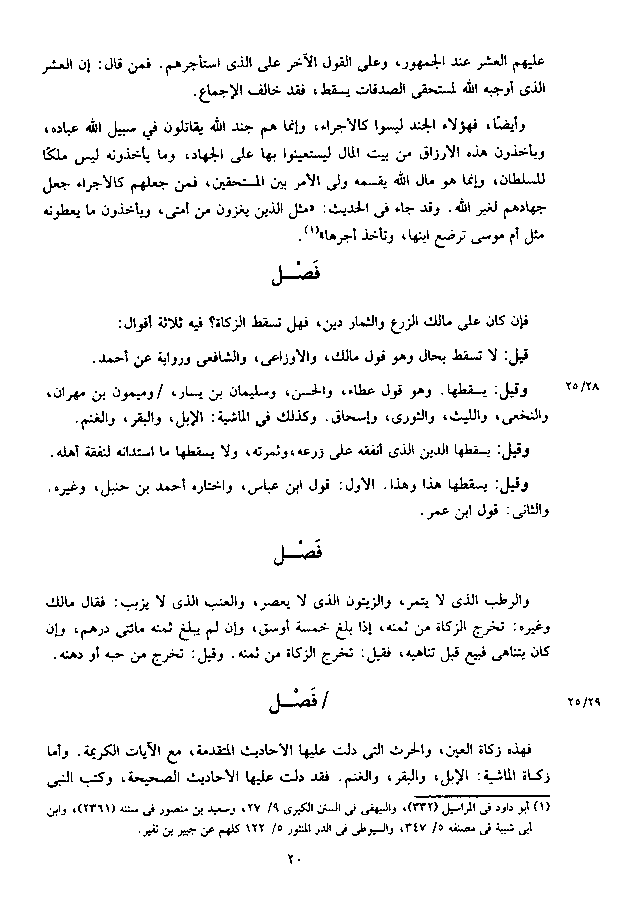 عليهم العشر عند الجمهور، وعلى القول الآخر على الذى استأجرهم. فمن قال: إن العشر
الذى أوجبه الله لمستحقى الصدقات يسقط، فقد خالف الإجماع.
وأيضًا، فهؤلاء الجند ليسوا كالأجراء، وإنما هم جند الله يقاتلون في سبيل الله عباده،
ويأخذون هذه الأرزاق من بيت المال ليستعينوا بها على الجهاد، وما يأخذونه ليس ملكًا
للسلطان، وإنما هو مال الله يقسمه ولى الأمر بين المستحقين، فمن جعلهم كالأجراء جعل
جهادهم لغير الله. وقد جاء فى الحديث: «مثل الذين يغزون من أمتى، ويأخذون ما يعطونه
مثل أم موسى ترضع ابنها، وتأخذ أجرها»(١).
فَصْــل
فإن كان على مالك الزرع والثمار دين، فهل تسقط الزكاة؟ فيه ثلاثة أقوال:
قيل: لا تسقط بحال وهو قول مالك، والأوزاعى، والشافعى ورواية عن أحمد.
٢٥/٢٨ وقيل: يسقطها. وهو قول عطاء، والحسن، وسليمان بن يسار، /وميمون بن مهران،
والنخعى، والليث، والثورى، وإسحاق. وكذلك فى الماشية: الإبل، والبقر، والغنم.
وقيل: يسقطها الدين الذى أنفقه على زرعه، وثمرته، ولا يسقطها ما استدانه لنفقة أهله.
وقيل: يسقطها هذا وهذا. الأول: قول ابن عباس، واختاره أحمد بن حنبل، وغيره.
والثانى: قول ابن عمر.
فَصْــل
والرطب الذى لا يتمر، والزيتون الذى لا يعصر، والعنب الذى لا يزبب: فقال مالك
وغيره: تخرج الزكاة من ثمنه، إذا بلغ خمسة أوسق، وإن لم يبلغ ثمنه مائتى درهم، وإن
كان يتناهى فبيع قبل تناهيه، فقيل: تخرج الزكاة من ثمنه. وقيل: تخرج من حبه أو دهنه.
٢٥/٢٩ / فَصْــل
فهذه زكاة العين، والحرث التى دلت عليها الأحاديث المتقدمة، مع الآيات الكريمة. وأما
زكاة الماشية: الإبل، والبقر، والغنم. فقد دلت عليها الأحاديث الصحيحة، وكتب النبى
(١) أبو داود فى المراسيل (٣٣٢)، والبيهقى فى السنن الكبرى ٩/ ٢٧، وسعيد بن منصور فى سننه (٢٣٦١)، وابن
أبى شيبة فى مصنفه ٥/ ٣٤٧، والسيوطى فى الدر المنثور ٥/ ١٢٢ كلهم عن جبير بن نفير.
٢٠